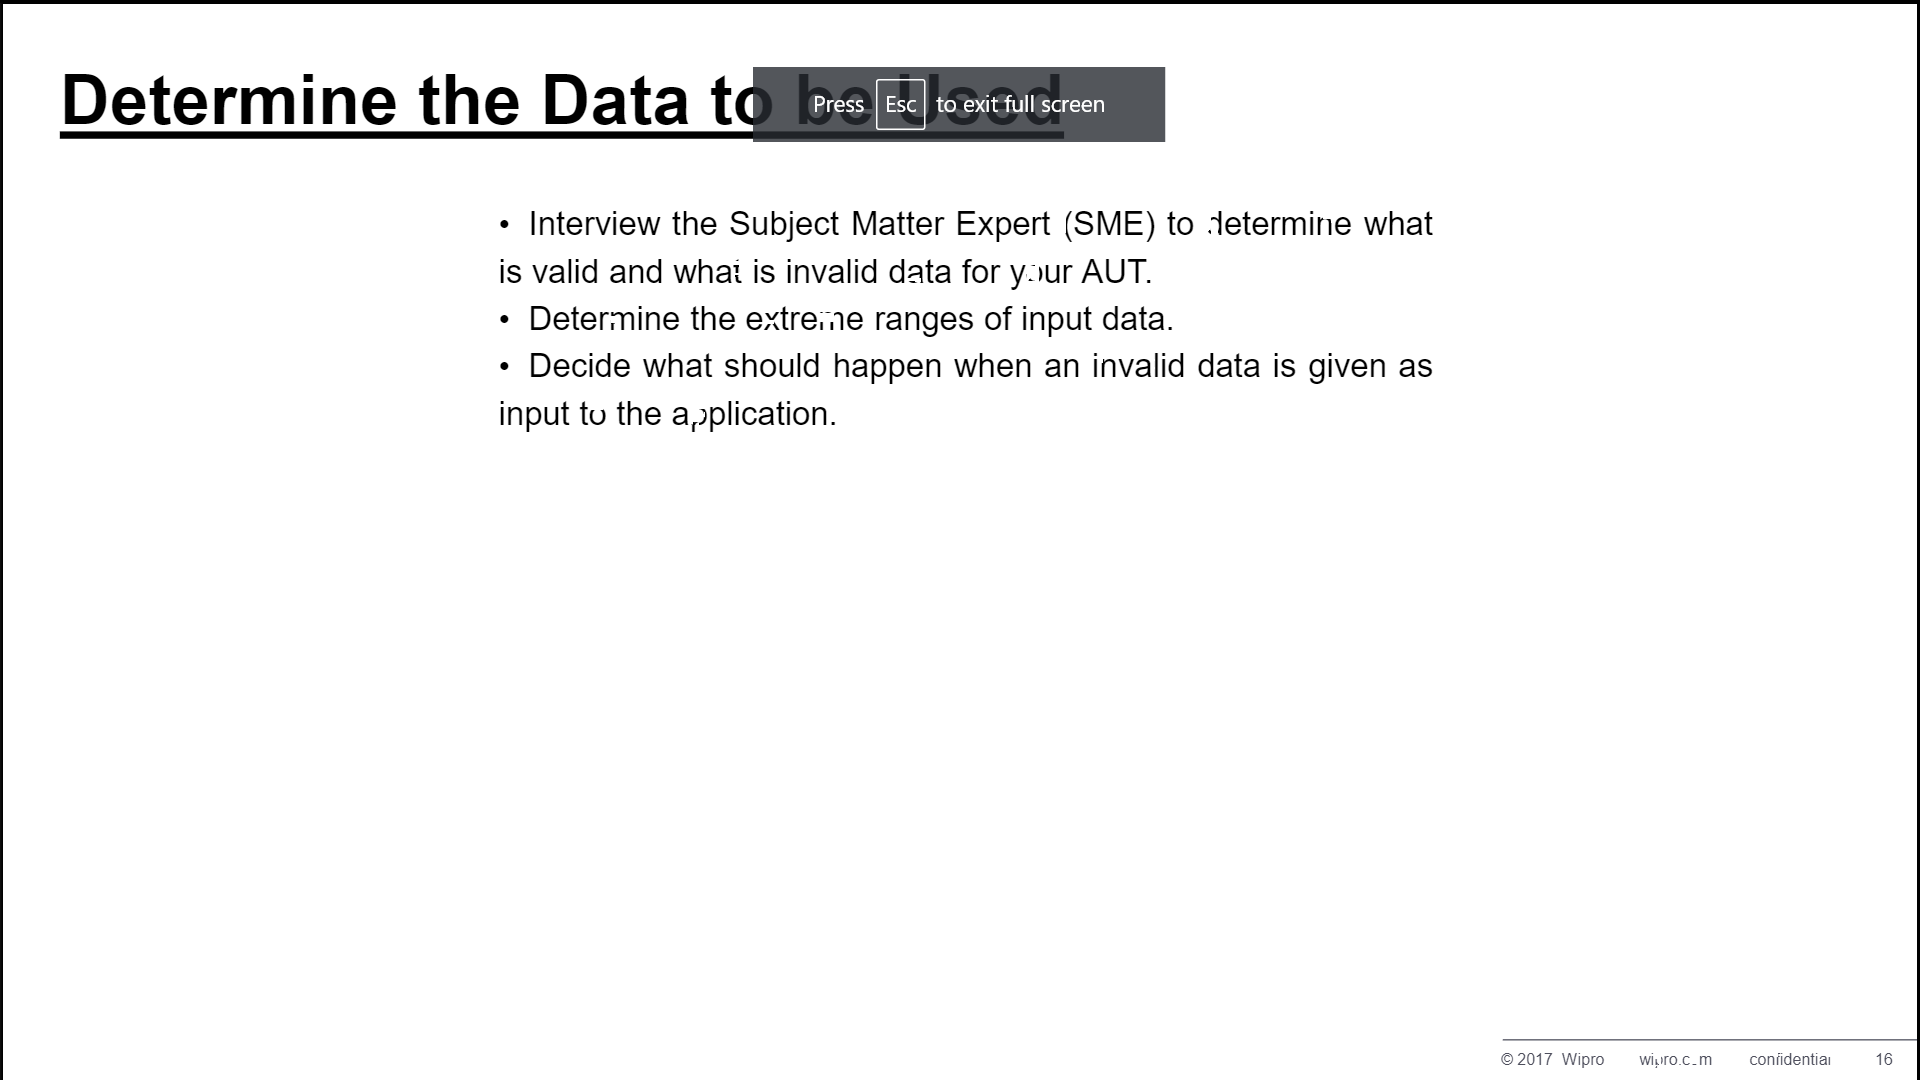 Determine the Data to be Used
Press Esc to exit full screen
• Interview the Subject Matter Expert (SME) to determine what
is valid and what is invalid data for your AUT.
• Determine the extreme ranges of input data.
• Decide what should happen when an invalid data is given as
input to the application.
© 2017 Wipro wipro.com confidential 16